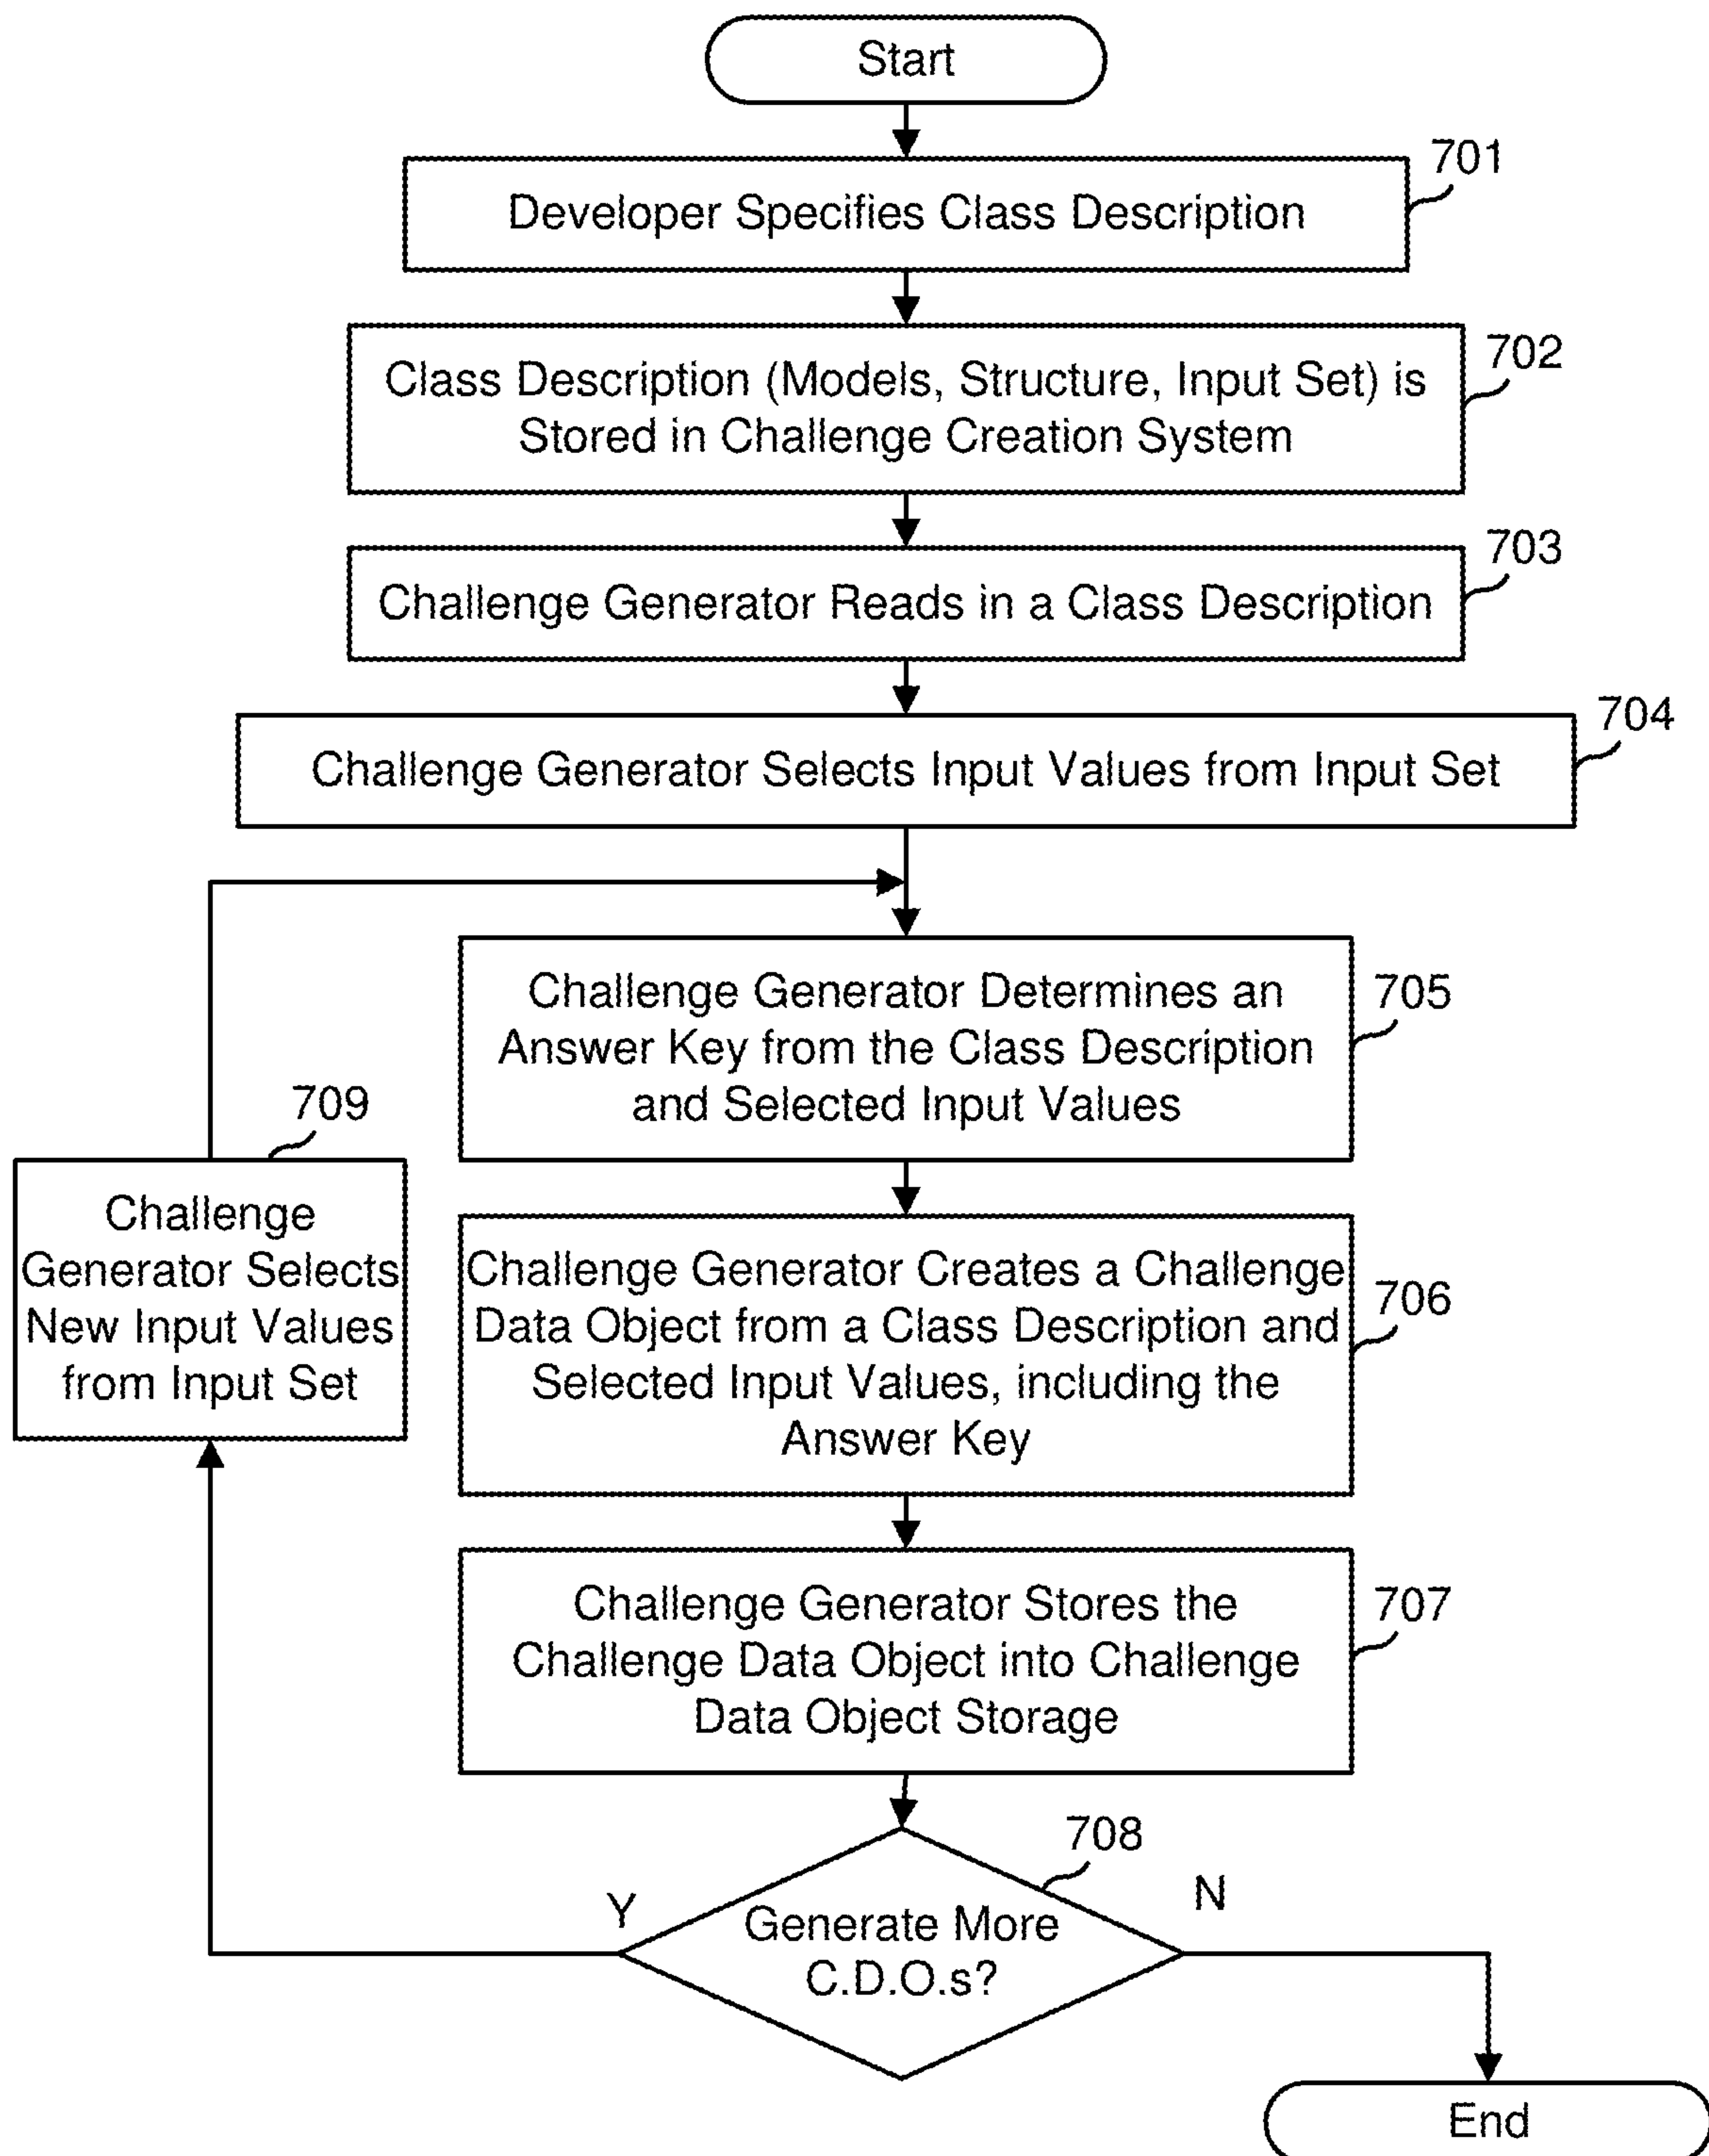 Start
701
Developer Specifies Class Description
702
Class Description (Models, Structure, Input Set) is
Stored in Challenge Creation System
703
Challenge Generator Reads in a Class Description
704
Challenge Generator Selects Input Values from Input Set
705
Challenge Generator Determines an
Answer Key from the Class Description
and Selected Input Values
709
Challenge
Generator Selects
New Input Values
from Input Set
706
Challenge Generator Creates a Challenge
Data Object from a Class Description and
Selected Input Values, including the
Answer Key
707
Challenge Generator Stores the
Challenge Data Object into Challenge
Data Object Storage
708
Y
N
Generate More
C.D.O.s?
End